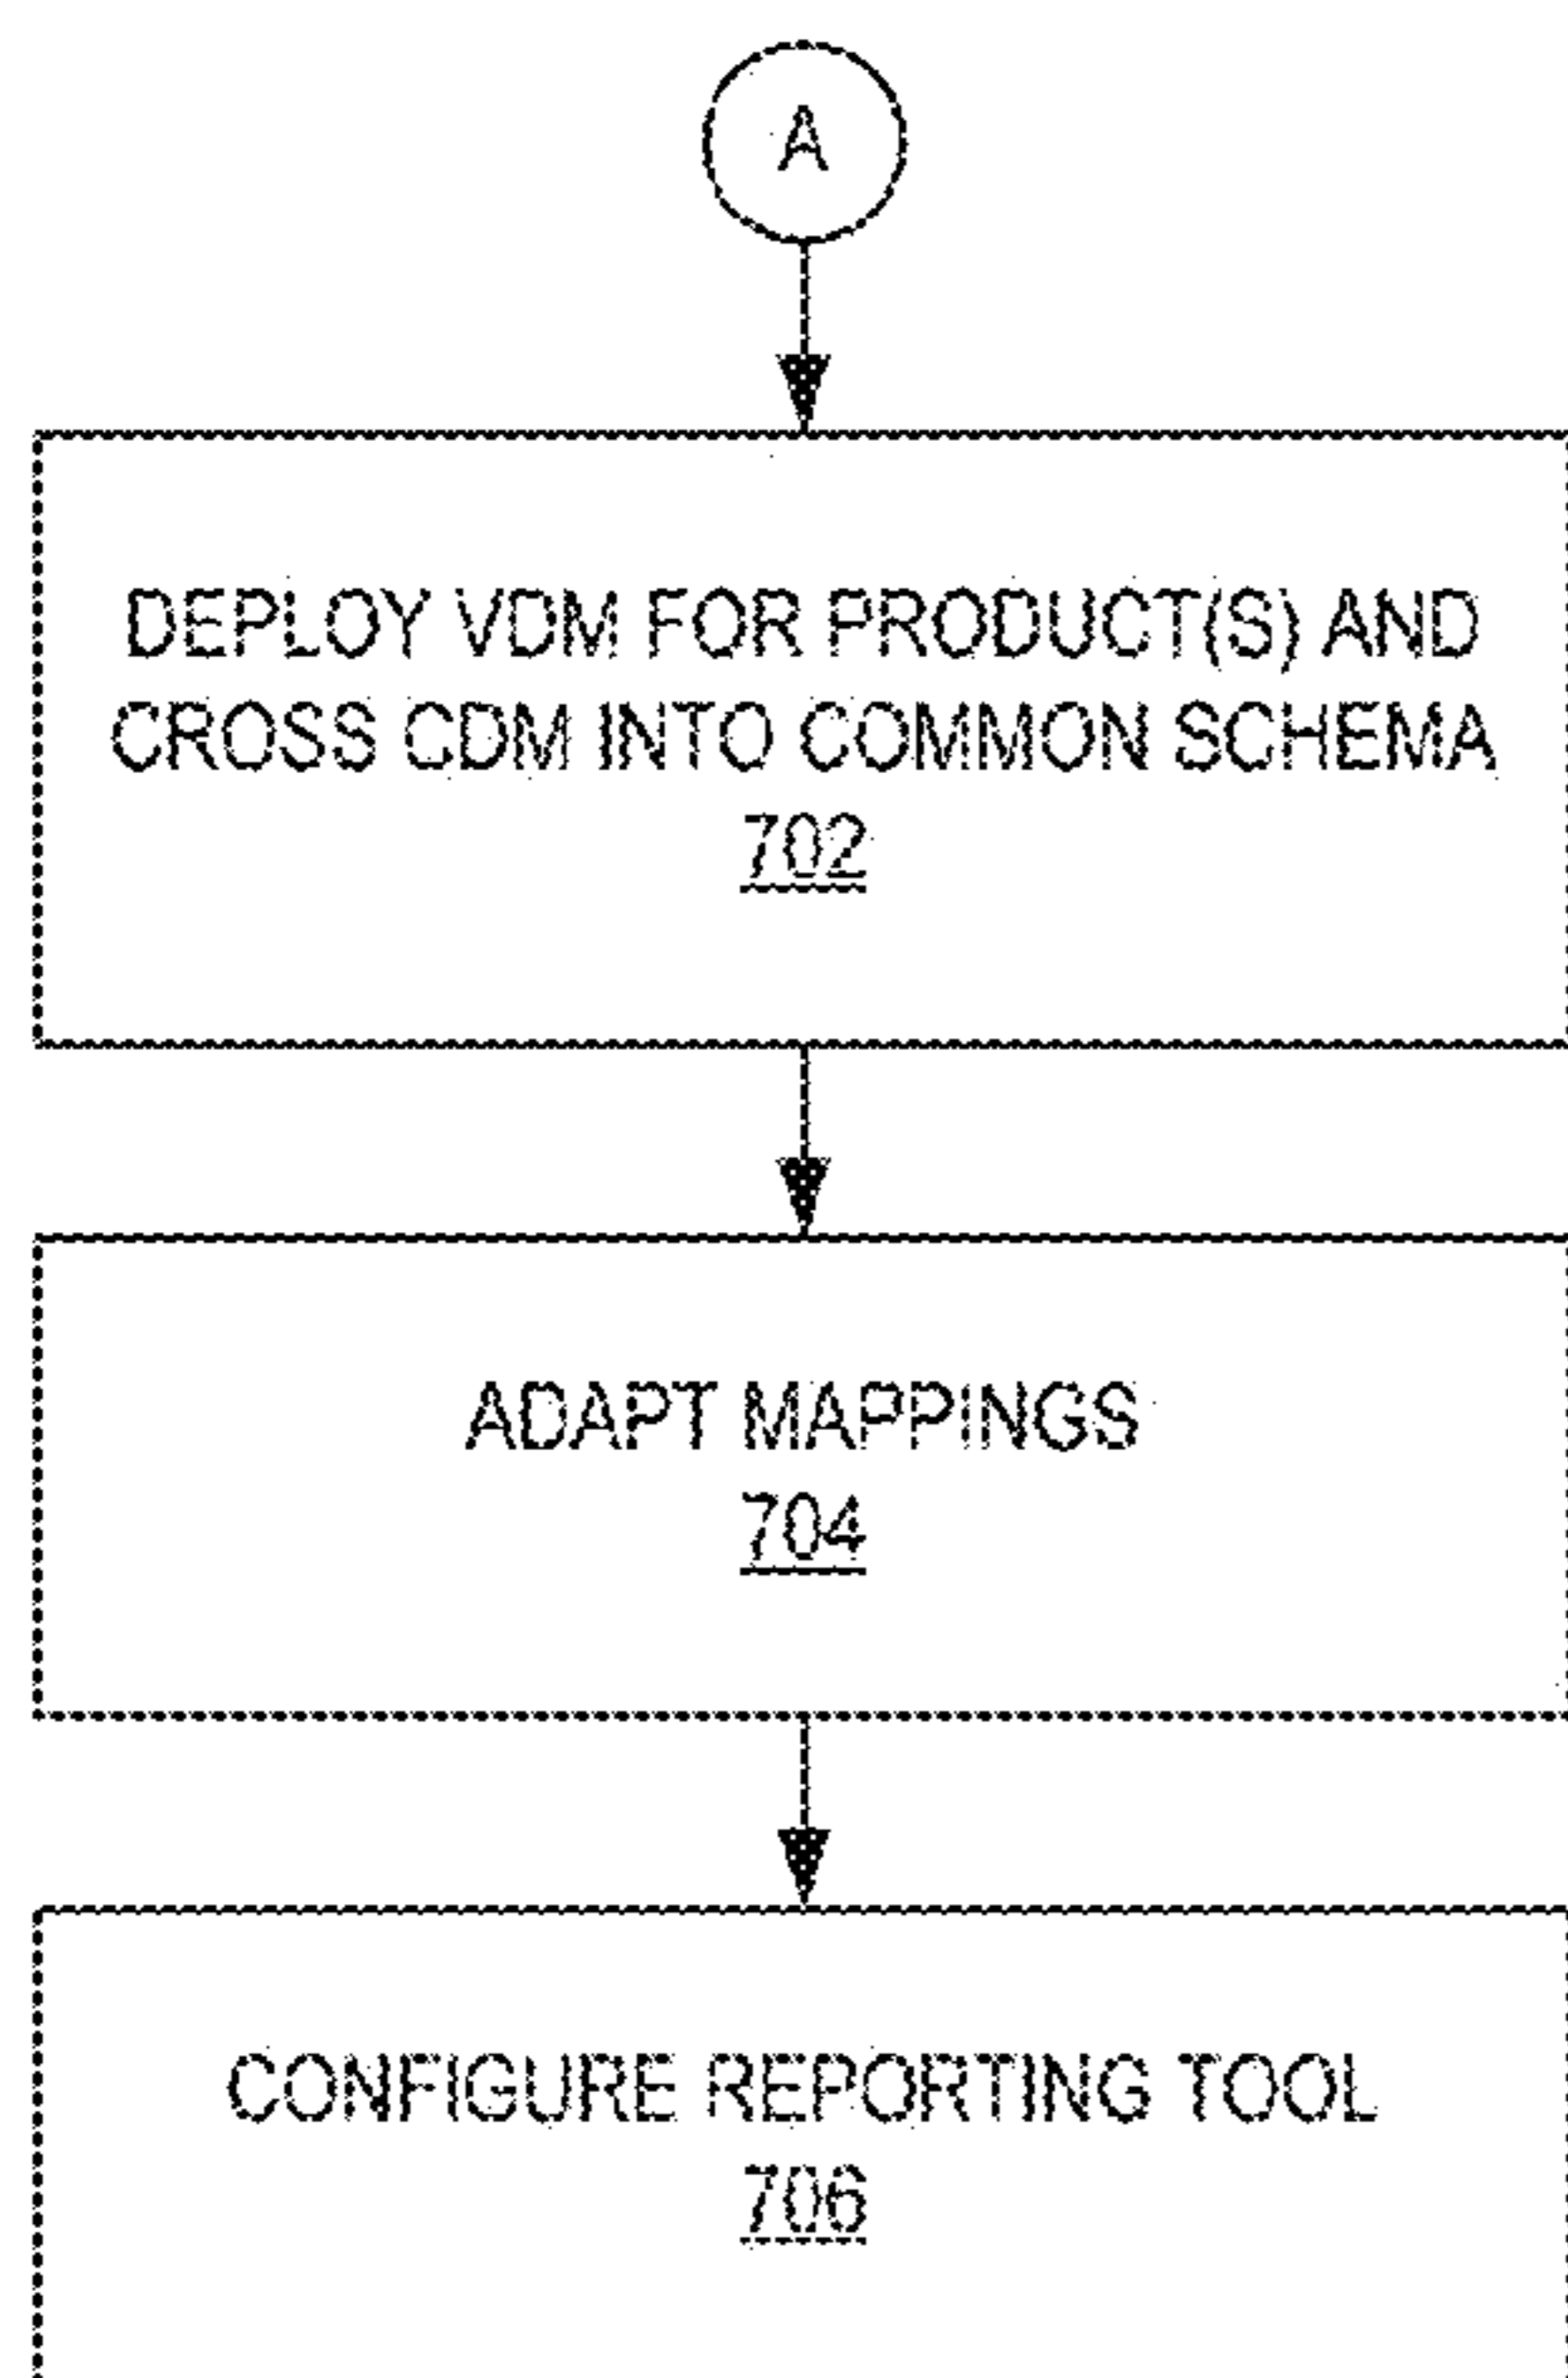 A
DEPLOY VDM FOR PRODUCT(S) AND
CROSS CDM INTO COMMON SCHEMA
702
ADAPT MAPPINGS
704
CONFIGURE REPORTING TOOL
706